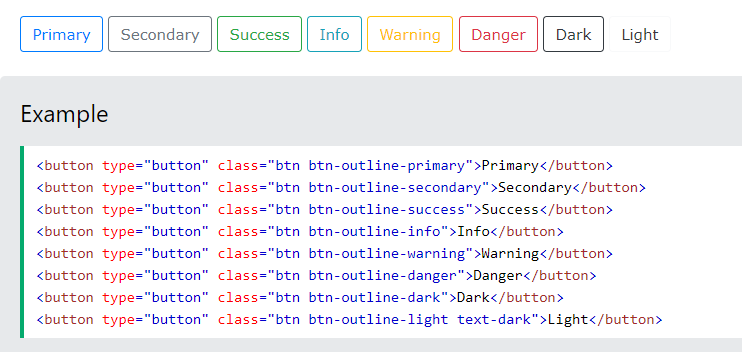 Primary Secondary Success Info Warning Danger Dark Light
Example
<button type="button" class="btn btn-outline-primary">Primary</button>
<button type="button" class="btn btn-outline-secondary">Secondary</button>
<button type="button" class="btn btn-outline-success">Success</button>
<button type="button" class="btn btn-outline-info">Info</button>
<button type="button" class="btn btn-outline-warning">Warning</button>
<button type="button" class="btn btn-outline-danger">Danger</button>
<button type="button" class="btn btn-outline-dark">Dark</button>
<button type="button" class="btn btn-outline-light text-dark">Light</button>